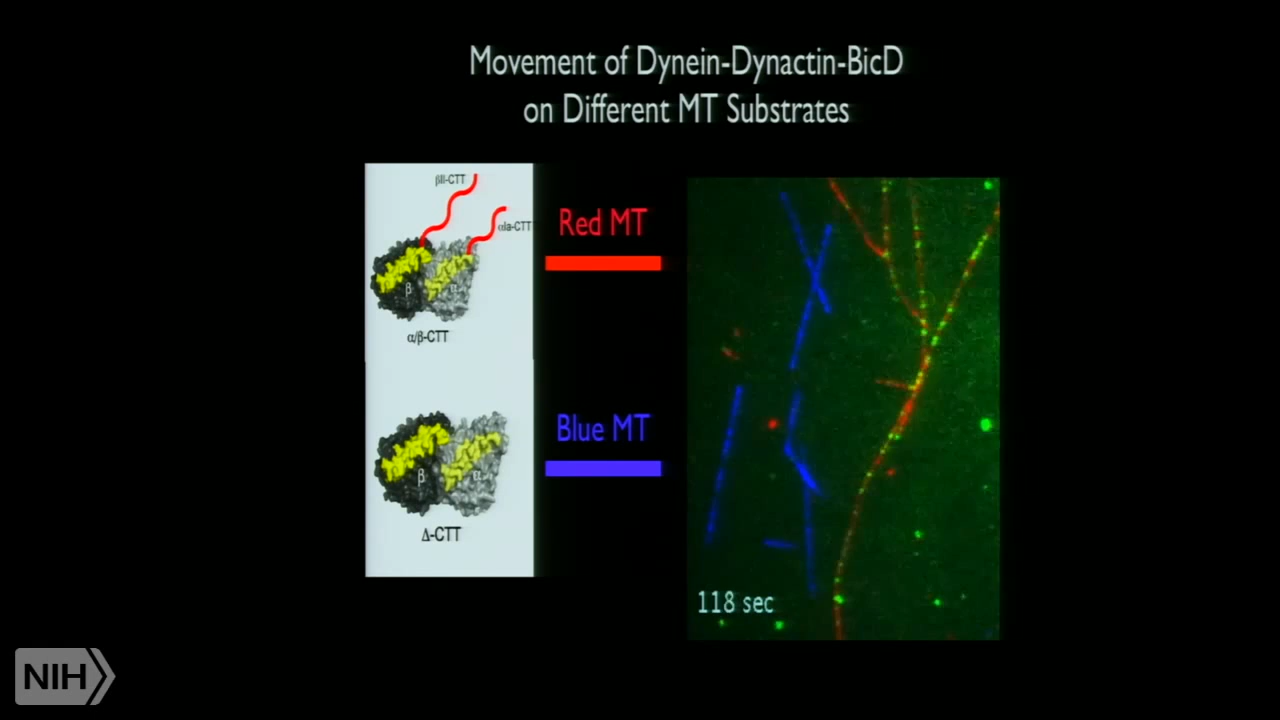 Movement of Dynein-Dynactin-BicD
on Different MT Substrates
βII-CTT
αIa-CTT
β
α
α/β-CTT
Red MT
β
α
Δ-CTT
Blue MT
118 sec
NIH